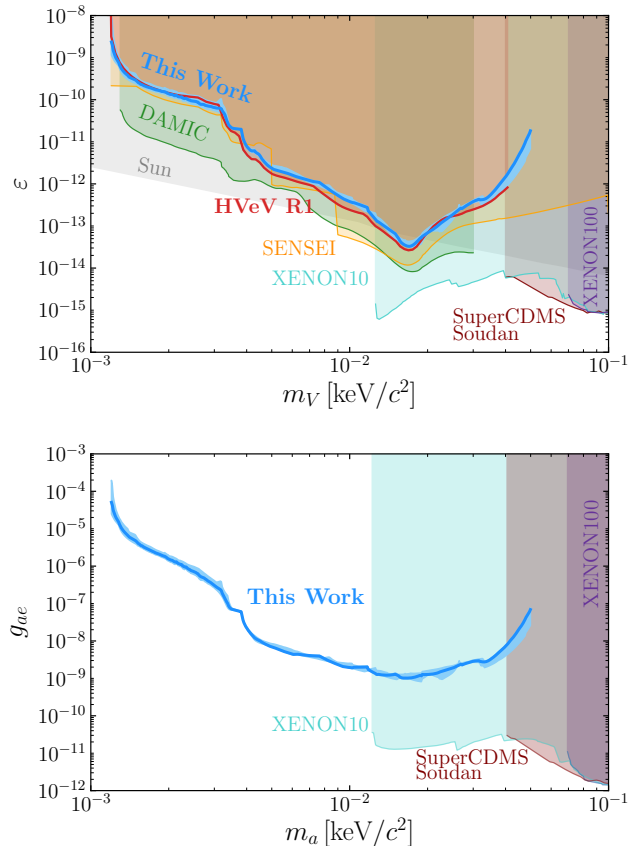 10⁻⁸
10⁻⁹
10⁻¹⁰
10⁻¹¹
10⁻¹²
10⁻¹³
10⁻¹⁴
10⁻¹⁵
10⁻¹⁶
ε
This Work
DAMIC
Sun
HVeV R1
SENSEI
XENON10
SuperCDMS
Soudan
XENON100
10⁻³ 10⁻² 10⁻¹
m_V [keV/c²]
10⁻³
10⁻⁴
10⁻⁵
10⁻⁶
10⁻⁷
10⁻⁸
10⁻⁹
10⁻¹⁰
10⁻¹¹
10⁻¹²
g_ae
This Work
XENON10
SuperCDMS
Soudan
XENON100
10⁻³ 10⁻² 10⁻¹
m_a [keV/c²]